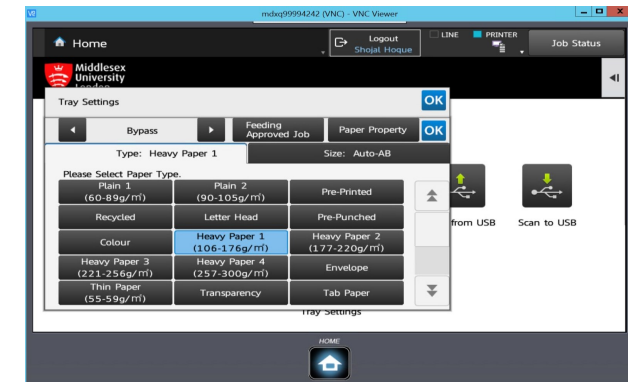 mdxq99994242 (VNC) - VNC Viewer
Home
Logout
Shojal Hoque
LINE
PRINTER
Job Status
Middlesex
University
London
Tray Settings
OK
Bypass
Feeding
Approved Job
Paper Property
OK
Type: Heavy Paper 1
Size: Auto-AB
Please Select Paper Type.
Plain 1
(60-89g/㎡)
Plain 2
(90-105g/㎡)
Pre-Printed
Recycled
Letter Head
Pre-Punched
Colour
Heavy Paper 1
(106-176g/㎡)
Heavy Paper 2
(177-220g/㎡)
Heavy Paper 3
(221-256g/㎡)
Heavy Paper 4
(257-300g/㎡)
Envelope
Thin Paper
(55-59g/㎡)
Transparency
Tab Paper
from USB
Scan to USB
Tray Settings
HOME